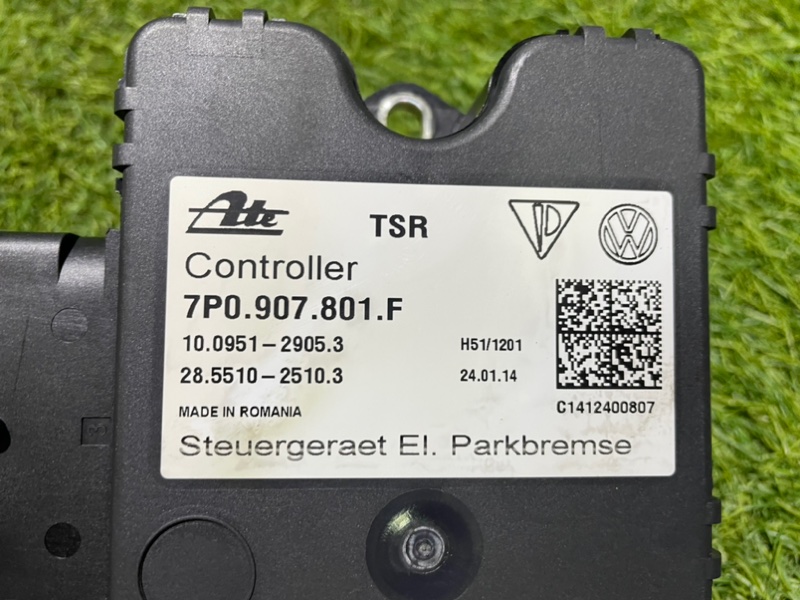 Ate TSR
Controller
7P0.907.801.F
10.0951-2905.3 H51/1201
28.5510-2510.3 24.01.14
MADE IN ROMANIA C1412400807
Steuergeraet El. Parkbremse